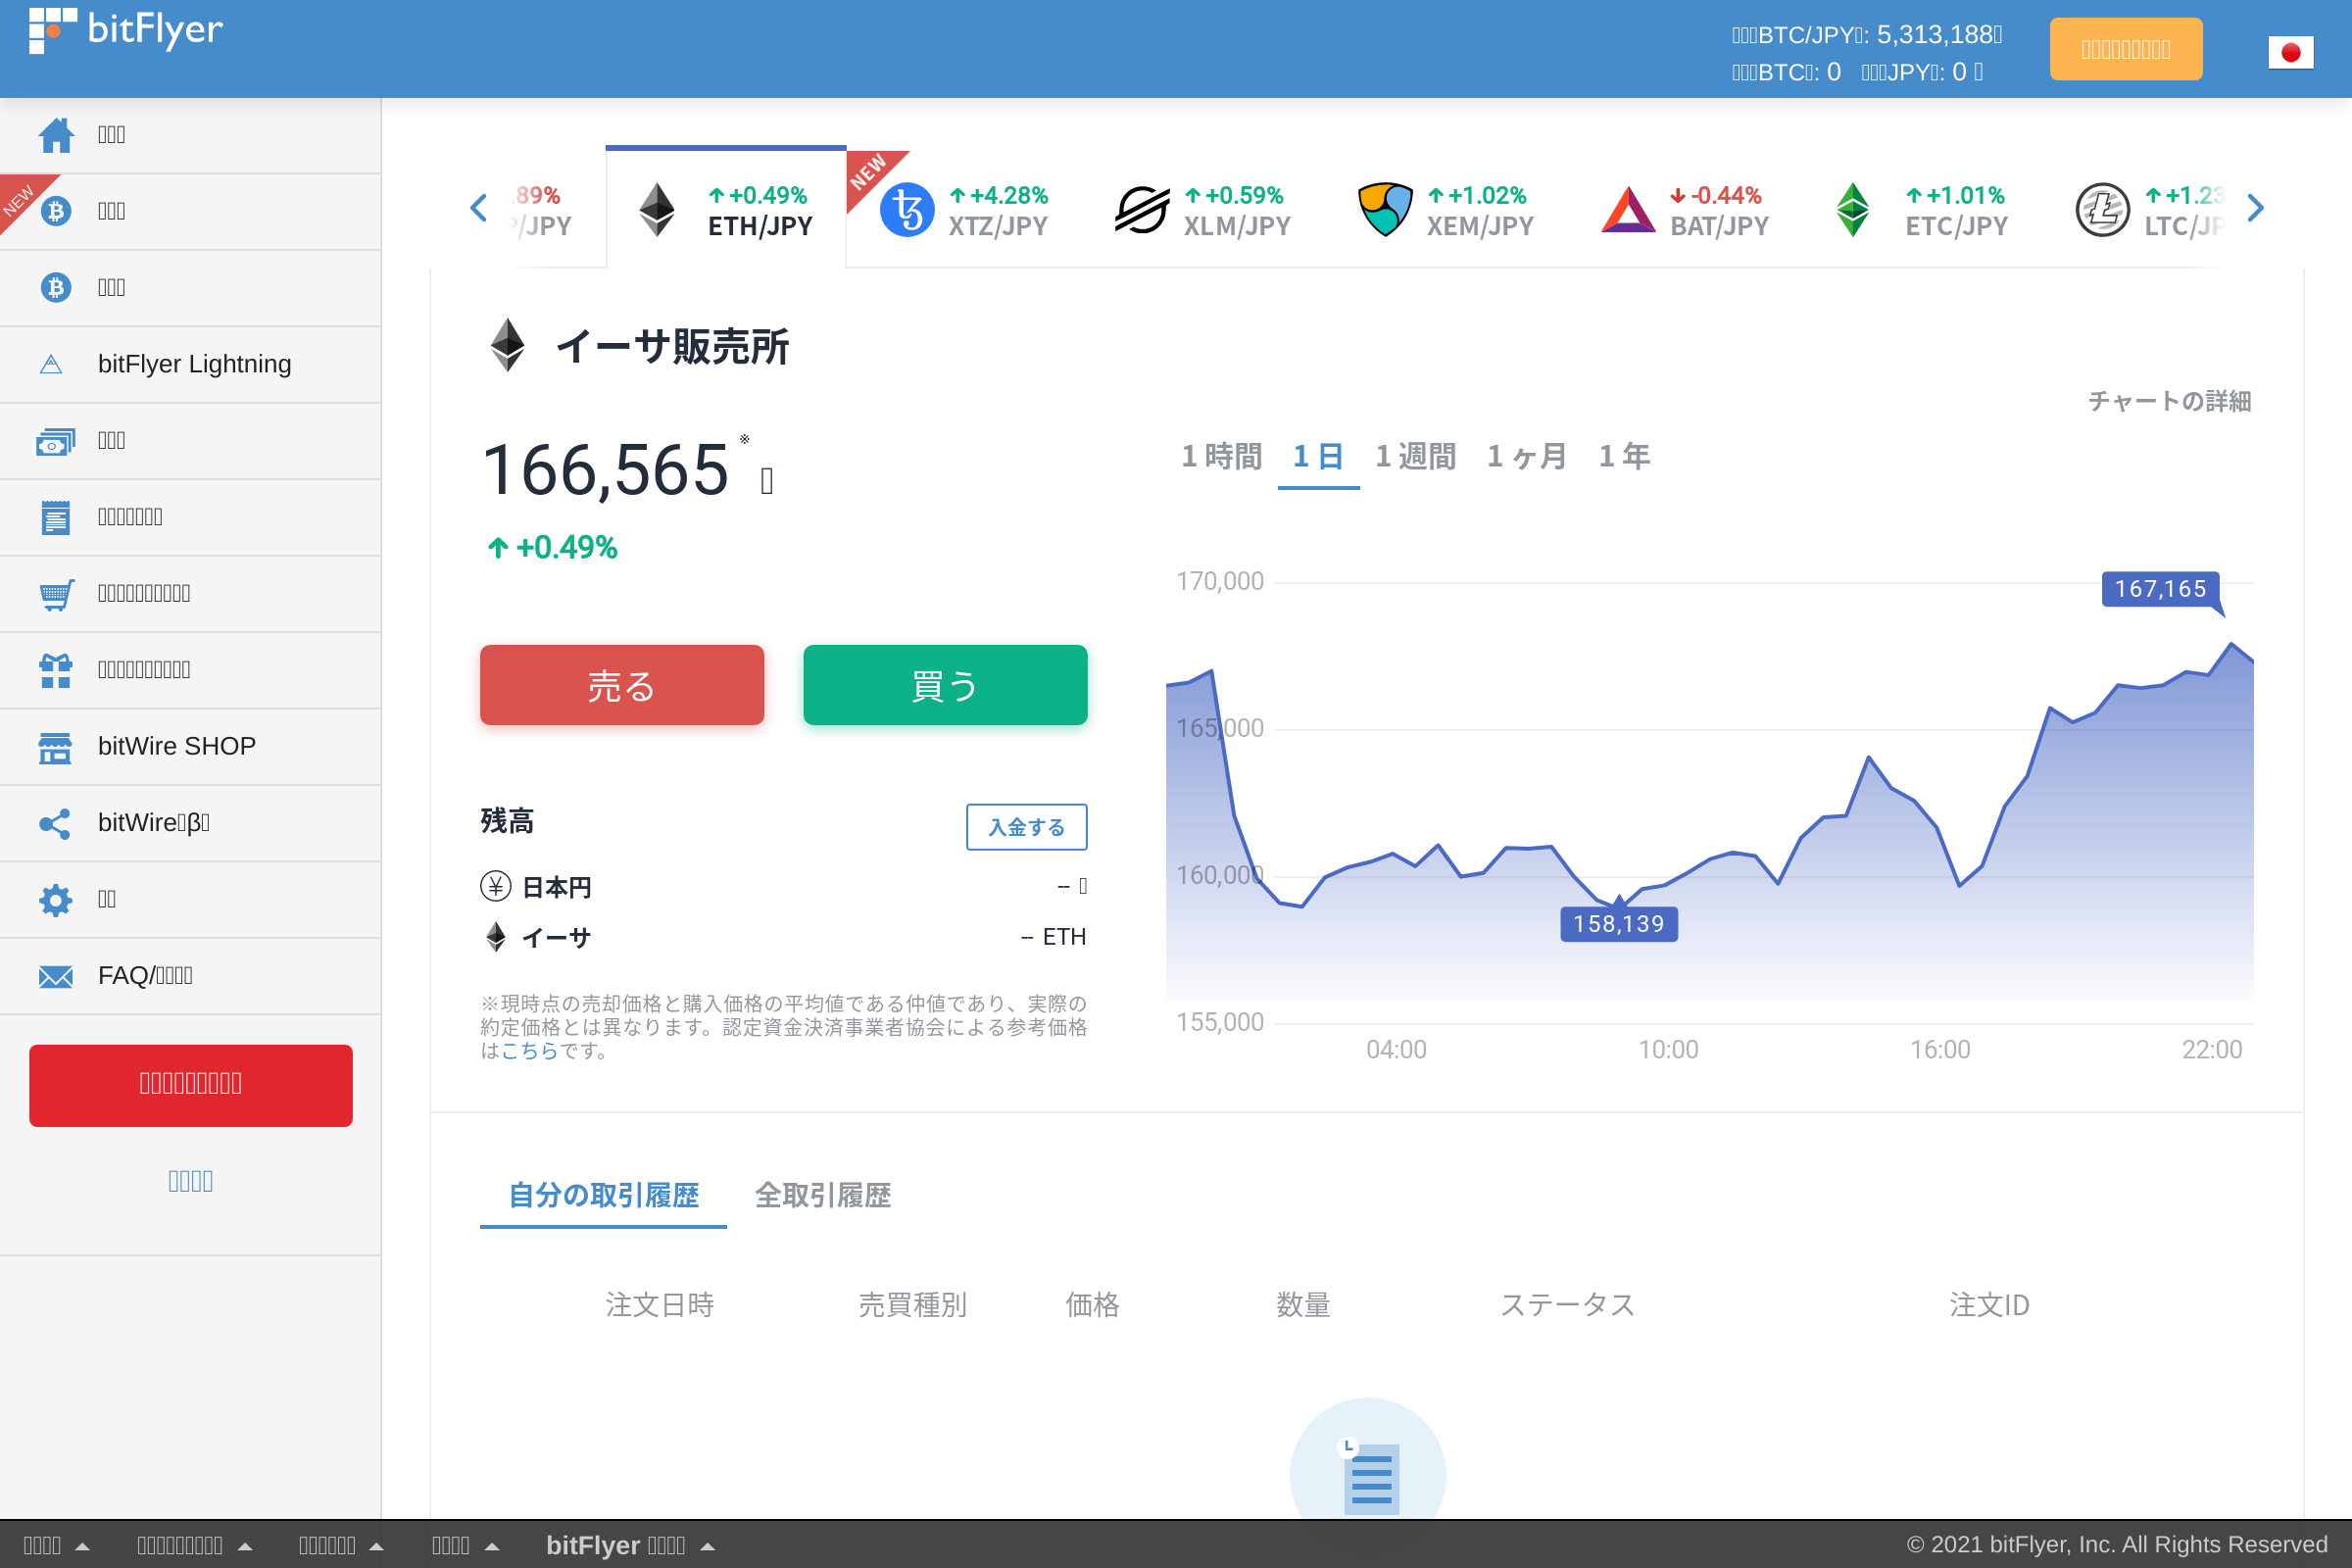 bitFlyer
BTC/JPY: 5,313,188
BTC: 0 JPY: 0
NEW
bitFlyer Lightning
bitWire SHOP
bitWire β
FAQ/
.89%
/JPY
+0.49%
ETH/JPY
NEW
+4.28%
XTZ/JPY
+0.59%
XLM/JPY
+1.02%
XEM/JPY
-0.44%
BAT/JPY
+1.01%
ETC/JPY
+1.23
LTC/JP
イーサ販売所
チャートの詳細
166,565 ※
+0.49%
1 時間 1 日 1 週間 1 ヶ月 1 年
売る 買う
残高
入金する
日本円 --
イーサ -- ETH
※現時点の売却価格と購入価格の平均値である仲値であり、実際の
約定価格とは異なります。認定資金決済事業者協会による参考価格
はこちらです。
170,000
167,165
165,000
160,000
158,139
155,000
04:00 10:00 16:00 22:00
自分の取引履歴 全取引履歴
注文日時 売買種別 価格 数量 ステータス 注文ID
bitFlyer
© 2021 bitFlyer, Inc. All Rights Reserved